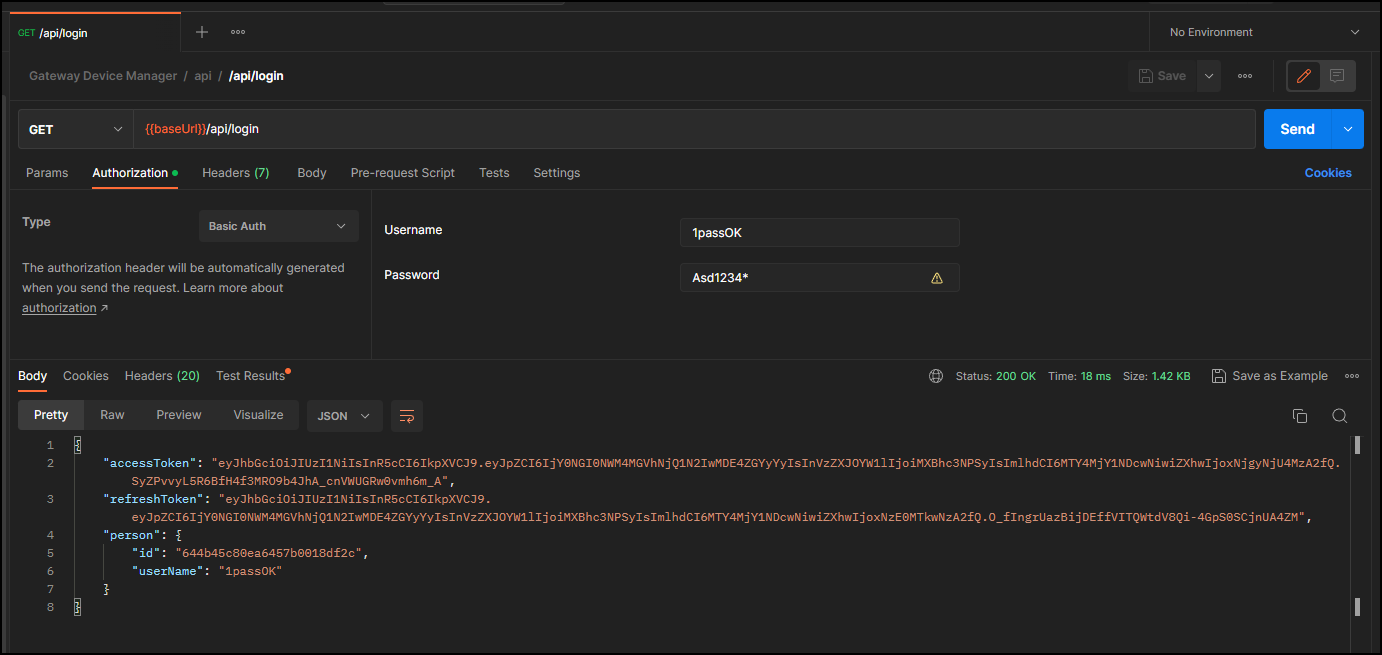 GET /api/login
No Environment
Gateway Device Manager / api / /api/login
Save
GET {{baseUrl}}/api/login
Send
Params Authorization Headers (7) Body Pre-request Script Tests Settings
Cookies
Type
Basic Auth
The authorization header will be automatically generated
when you send the request. Learn more about
authorization ↗
Username 1passOK
Password Asd1234*
Body Cookies Headers (20) Test Results
Status: 200 OK Time: 18 ms Size: 1.42 KB Save as Example
Pretty Raw Preview Visualize JSON
1 {
2 "accessToken": "eyJhbGciOiJIUzI1NiIsInR5cCI6IkpXVCJ9.eyJpZCI6IjY0NGI0NWM4MGVhNjQ1N2IwMDE4ZGYyYyIsInVzZXJOYW1lIjoiMXBhc3NPSyIsImlhdCI6MTY4MjY1NDcwNiwiZXhwIjoxNjgyNjU4MzA2fQ.
SyZPvvyL5R6BfH4f3MRO9b4JhA_cnVWUGRw0vmh6m_A",
3 "refreshToken": "eyJhbGciOiJIUzI1NiIsInR5cCI6IkpXVCJ9.
eyJpZCI6IjY0NGI0NWM4MGVhNjQ1N2IwMDE4ZGYyYyIsInVzZXJOYW1lIjoiMXBhc3NPSyIsImlhdCI6MTY4MjY1NDcwNiwiZXhwIjoxNzE0MTkwNzA2fQ.O_fIngrUazBijDEffVITQWtdV8Qi-4GpS0SCjnUA4ZM",
4 "person": {
5 "id": "644b45c80ea6457b0018df2c",
6 "userName": "1passOK"
7 }
8 }